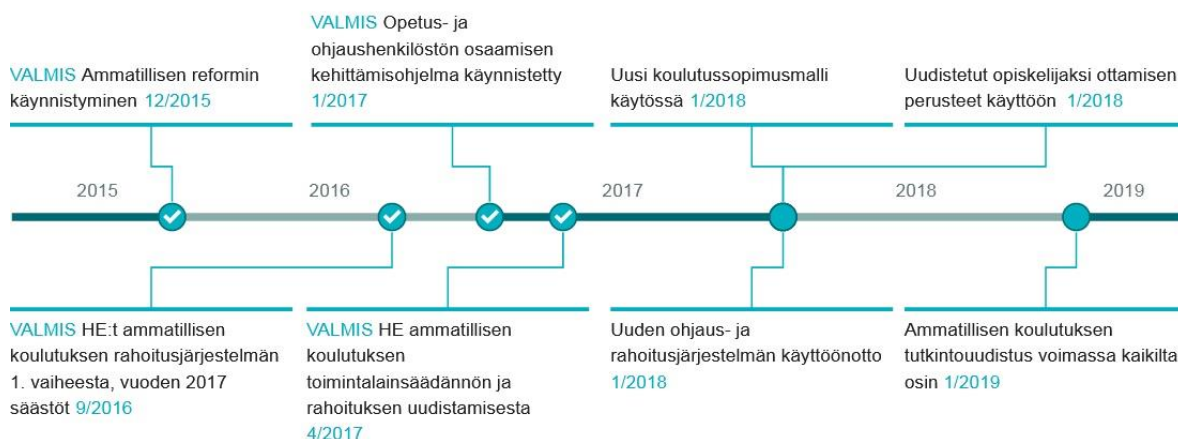 VALMIS Ammatillisen reformin
käynnistyminen 12/2015
VALMIS Opetus- ja
ohjaushenkilöstön osaamisen
kehittämisohjelma käynnistetty
1/2017
Uusi koulutussopimusmalli
käytössä 1/2018
Uudistetut opiskelijaksi ottamisen
perusteet käyttöön 1/2018
2015
2016
2017
2018
2019
VALMIS HE:t ammatillisen
koulutuksen rahoitusjärjestelmän
1. vaiheesta, vuoden 2017
säästöt 9/2016
VALMIS HE ammatillisen
koulutuksen
toimintalainsäädännön ja
rahoituksen uudistamisesta
4/2017
Uuden ohjaus- ja
rahoitusjärjestelmän käyttöönotto
1/2018
Ammatillisen koulutuksen
tutkintouudistus voimassa kaikilta
osin 1/2019